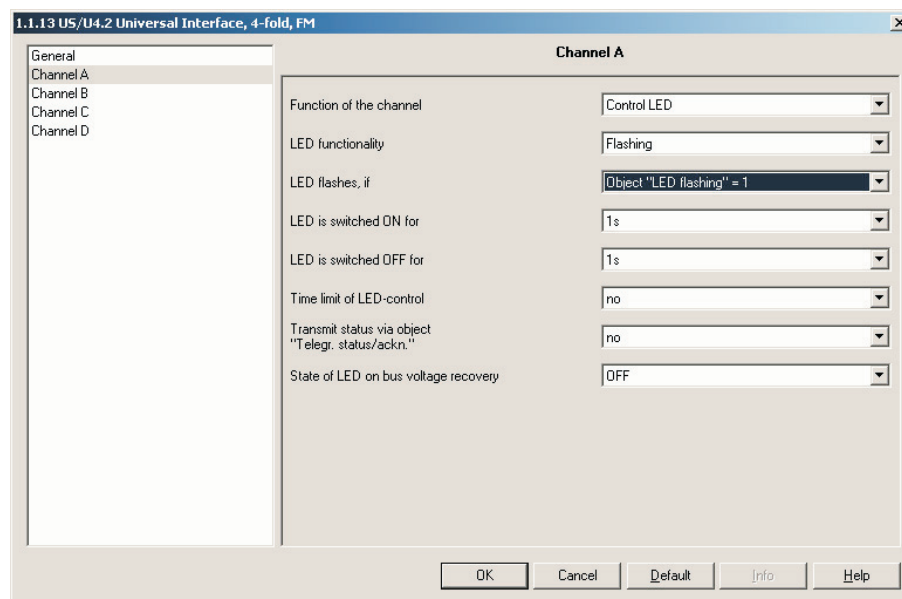 1.1.13 US/U4.2 Universal Interface, 4-fold, FM
General
Channel A
Channel B
Channel C
Channel D
Channel A
Function of the channel
Control LED
LED functionality
Flashing
LED flashes, if
Object "LED flashing" = 1
LED is switched ON for
1s
LED is switched OFF for
1s
Time limit of LED-control
no
Transmit status via object
"Telegr. status/ackn."
no
State of LED on bus voltage recovery
OFF
OK
Cancel
Default
Info
Help